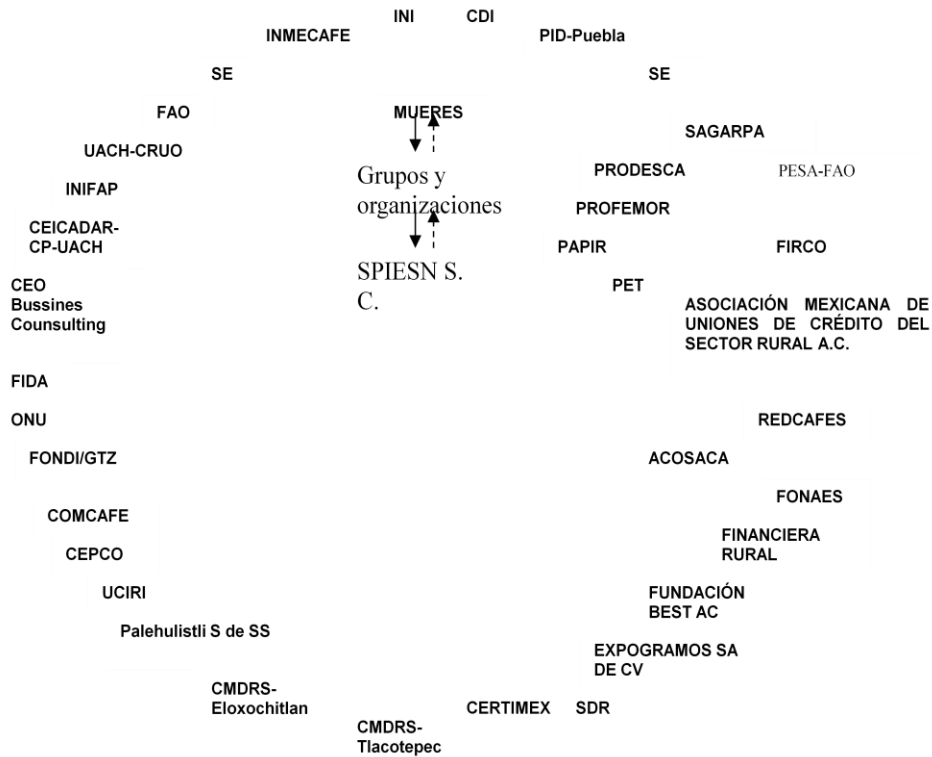 INI CDI
INMECAFE PID-Puebla
SE SE
FAO MUERES
SAGARPA
UACH-CRUO
Grupos y PRODESCA PESA-FAO
INIFAP
organizaciones PROFEMOR
CEICADAR-
CP-UACH PAPIR FIRCO
SPIESN S.
C.
CEO PET
Bussines
Counsulting
ASOCIACIÓN MEXICANA DE
UNIONES DE CRÉDITO DEL
SECTOR RURAL A.C.
FIDA
ONU REDCAFES
FONDI/GTZ ACOSACA
FONAES
COMCAFE
FINANCIERA
RURAL
CEPCO
UCIRI FUNDACIÓN
BEST AC
Palehulistli S de SS
EXPOGRAMOS SA
DE CV
CMDRS-
Eloxochitlan CERTIMEX SDR
CMDRS-
Tlacotepec